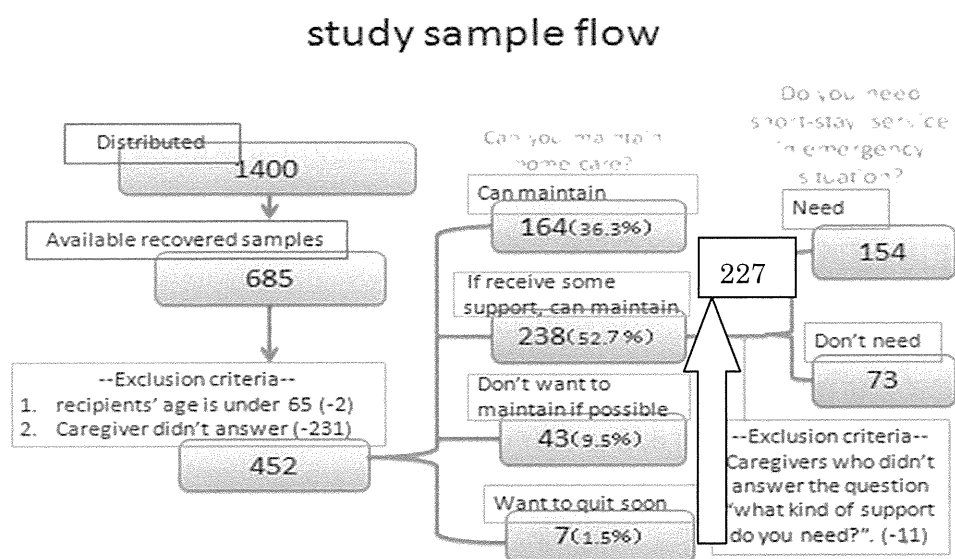 study sample flow
Distributed
1400
Available recovered samples
685
--Exclusion criteria--
1. recipients' age is under 65 (-2)
2. Caregiver didn't answer (-231)
452
Can you maintain
home care?
Can maintain
164(36.3%)
If receive some
support, can maintain
238(52.7%)
Don't want to
maintain if possible
43(9.5%)
Want to quit soon
7(1.5%)
227
Do you need
short-stay service
in emergency
situation?
Need
154
Don't need
73
--Exclusion criteria--
Caregivers who didn't
answer the question
"what kind of support
do you need?". (-11)